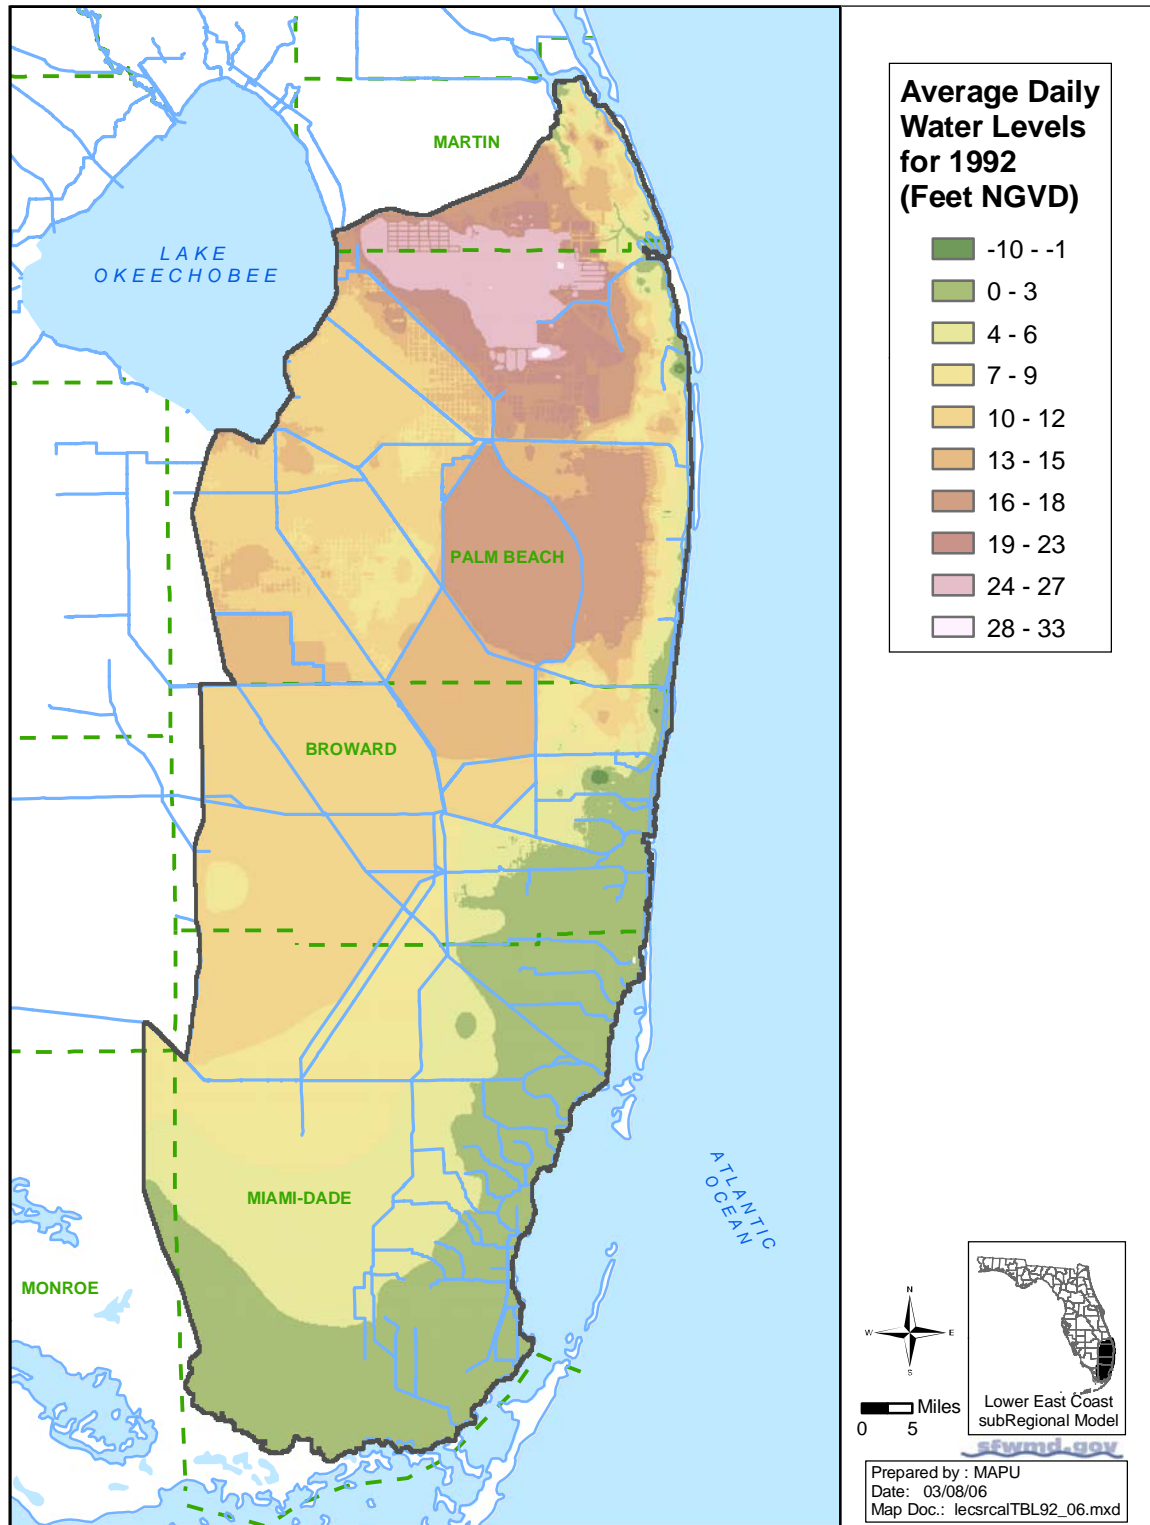 MARTIN
LAKE
OKEECHOBEE
PALM BEACH
BROWARD
MIAMI-DADE
MONROE
ATLANTIC
OCEAN
Average Daily
Water Levels
for 1992
(Feet NGVD)
-10 - -1
0 - 3
4 - 6
7 - 9
10 - 12
13 - 15
16 - 18
19 - 23
24 - 27
28 - 33
N
W
E
S
Miles
0 5
Lower East Coast
subRegional Model
sfwmd.gov
Prepared by : MAPU
Date: 03/08/06
Map Doc.: lecsrcalTBL92_06.mxd